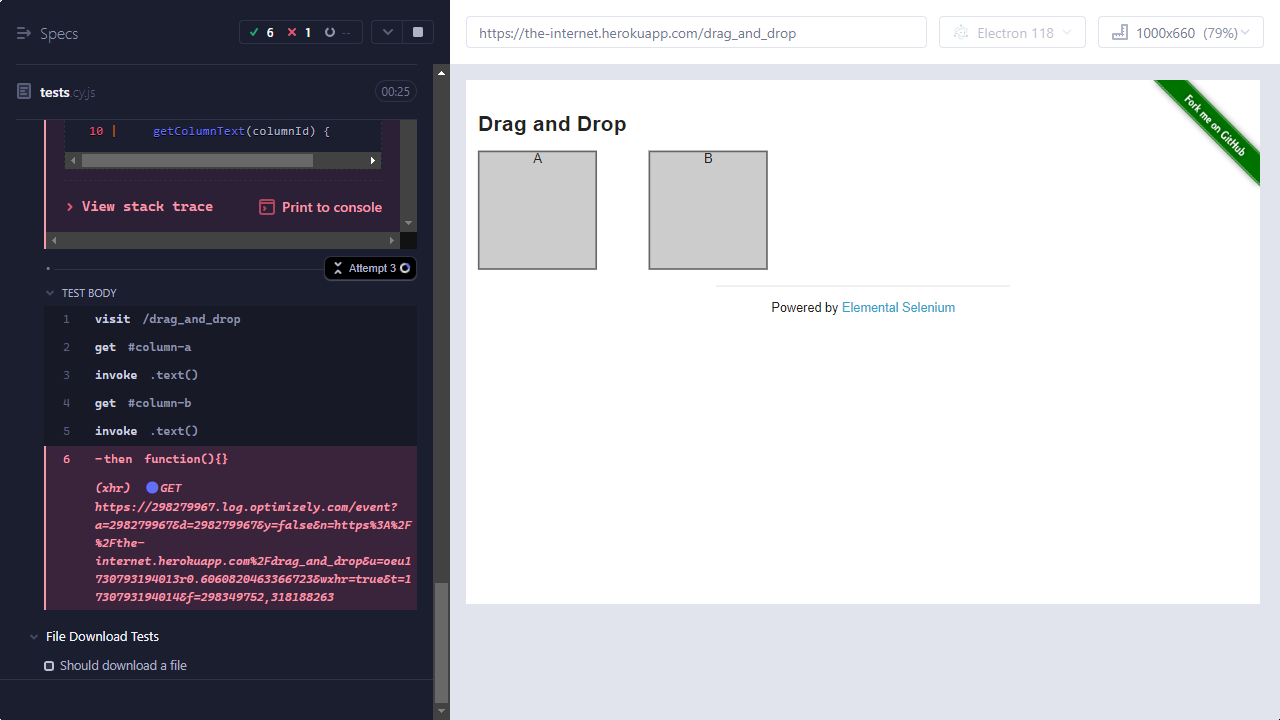 Specs
6
1
--
tests.cy.js
00:25
10 | getColumnText(columnId) {
View stack trace
Print to console
Attempt 3
TEST BODY
1 visit /drag_and_drop
2 get #column-a
3 invoke .text()
4 get #column-b
5 invoke .text()
6 -then function(){}
(xhr) GET
https://298279967.log.optimizely.com/event?
a=298279967&d=298279967&y=false&n=https%3A%2F
%2Fthe-
internet.herokuapp.com%2Fdrag_and_drop&u=oeu1
730793194013r0.6060820463366723&wxhr=true&t=1
730793194014&f=298349752,318188263
File Download Tests
Should download a file
https://the-internet.herokuapp.com/drag_and_drop
Electron 118
1000x660 (79%)
Fork me on GitHub
Drag and Drop
A
B
Powered by Elemental Selenium